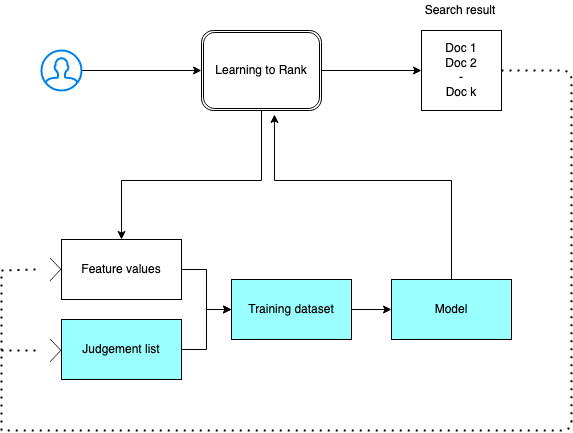 Search result
Learning to Rank
Doc 1
Doc 2
-
Doc k
Feature values
Training dataset
Model
Judgement list